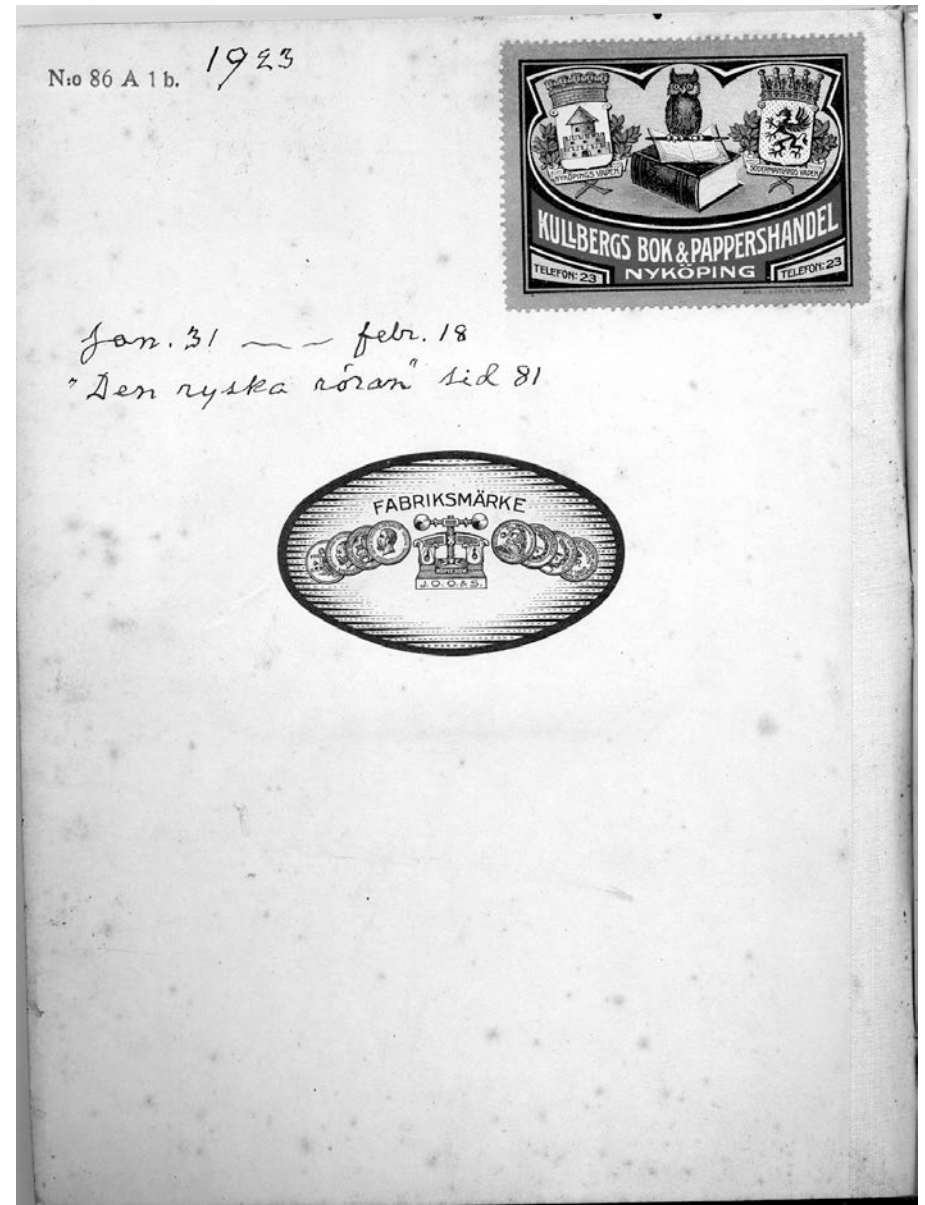 N:o 86 A 1 b.
1923
NYKÖPINGS VAPEN
SÖDERMANLANDS VAPEN
KULLBERGS BOK & PAPPERSHANDEL
TELEFON: 23
NYKÖPING
TELEFON: 23
Jan. 31 — — febr. 18
"Den ryska röran" sid 81
FABRIKSMÄRKE
J.O.Ö.&S.